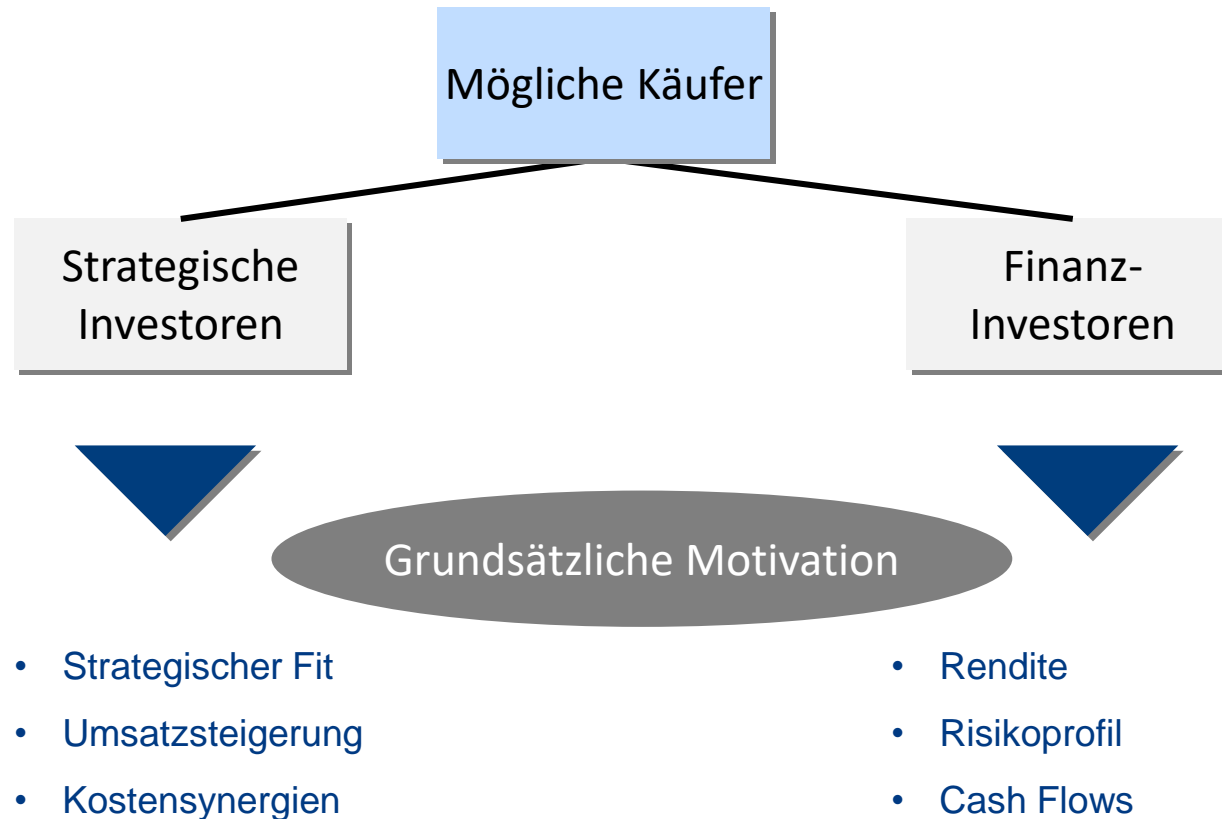 Mögliche Käufer
Strategische
Investoren
Finanz-
Investoren
Grundsätzliche Motivation
• Strategischer Fit
• Umsatzsteigerung
• Kostensynergien
• Rendite
• Risikoprofil
• Cash Flows